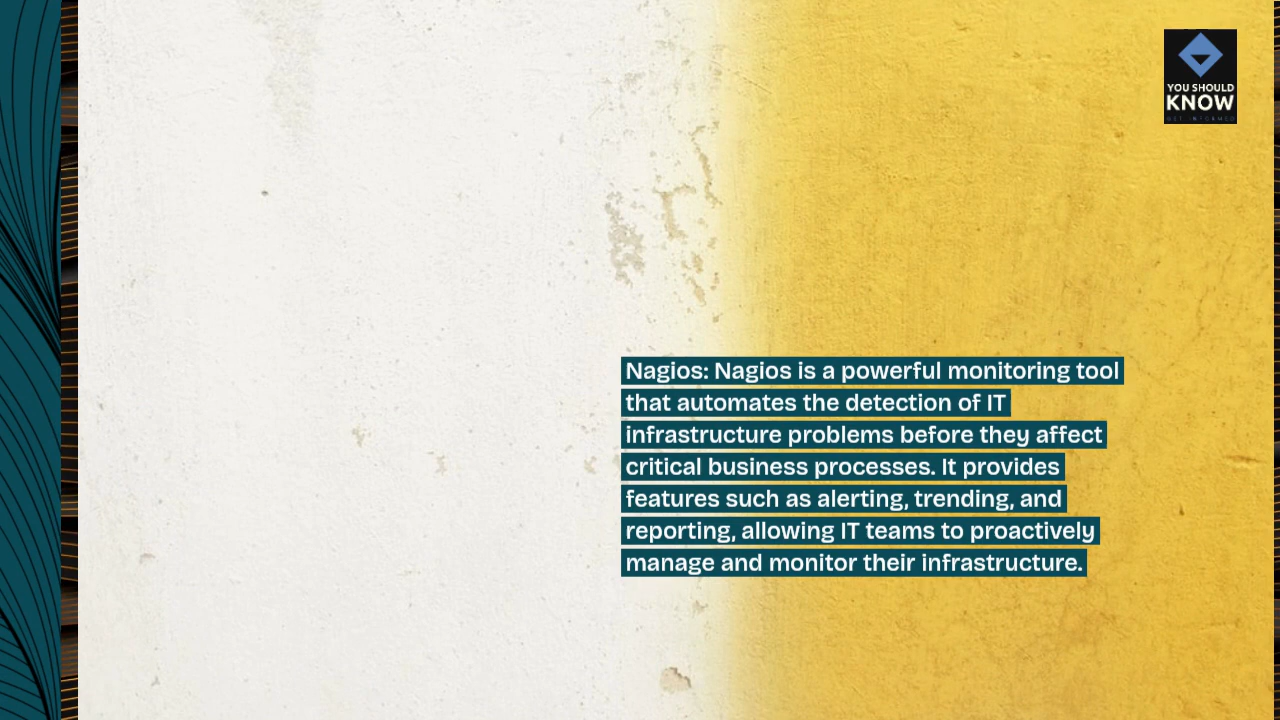 YOU SHOULD
KNOW
GET INFORMED
Nagios: Nagios is a powerful monitoring tool
that automates the detection of IT
infrastructure problems before they affect
critical business processes. It provides
features such as alerting, trending, and
reporting, allowing IT teams to proactively
manage and monitor their infrastructure.